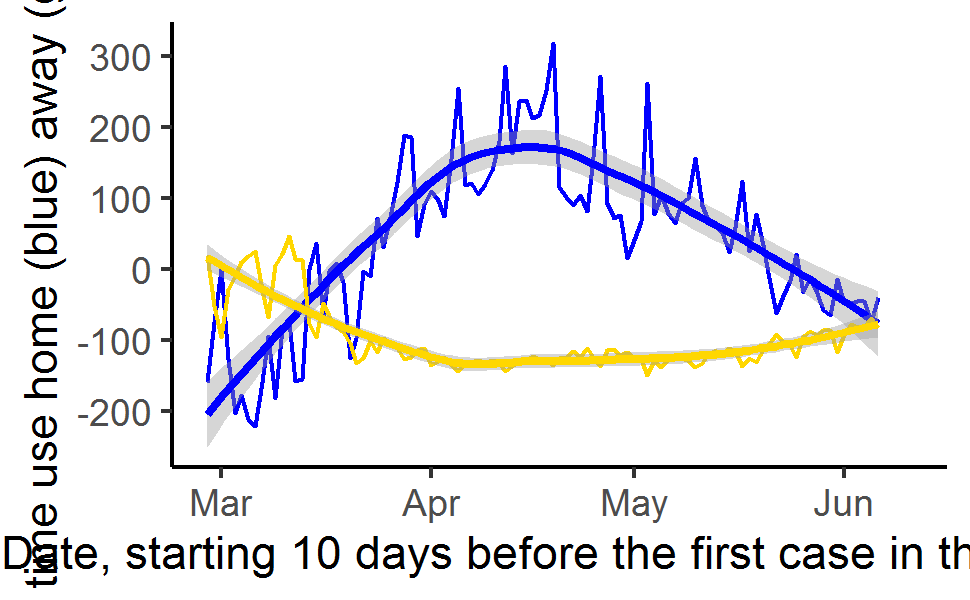 time use home (blue) away (
300
200
100
0
-100
-200
Mar Apr May Jun
Date, starting 10 days before the first case in th